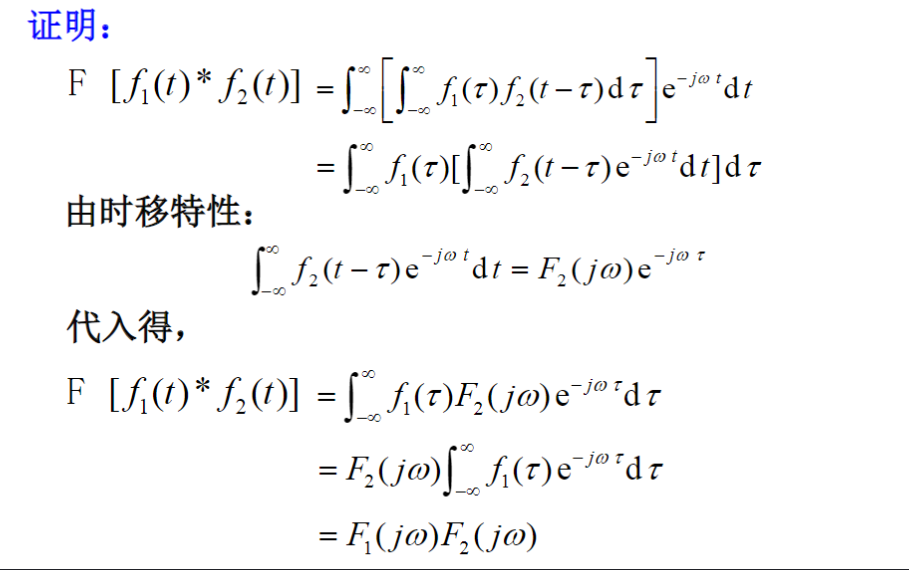 证明：
F [f₁(t)*f₂(t)] = ∫_{-∞}^{∞} [∫_{-∞}^{∞} f₁(τ)f₂(t−τ)dτ] e^{−jωt} dt
= ∫_{-∞}^{∞} f₁(τ)[∫_{-∞}^{∞} f₂(t−τ)e^{−jωt}dt]dτ
由时移特性：
∫_{-∞}^{∞} f₂(t−τ)e^{−jωt}dt = F₂(jω)e^{−jωτ}
代入得，
F [f₁(t)*f₂(t)] = ∫_{-∞}^{∞} f₁(τ)F₂(jω)e^{−jωτ}dτ
= F₂(jω)∫_{-∞}^{∞} f₁(τ)e^{−jωτ}dτ
= F₁(jω)F₂(jω)